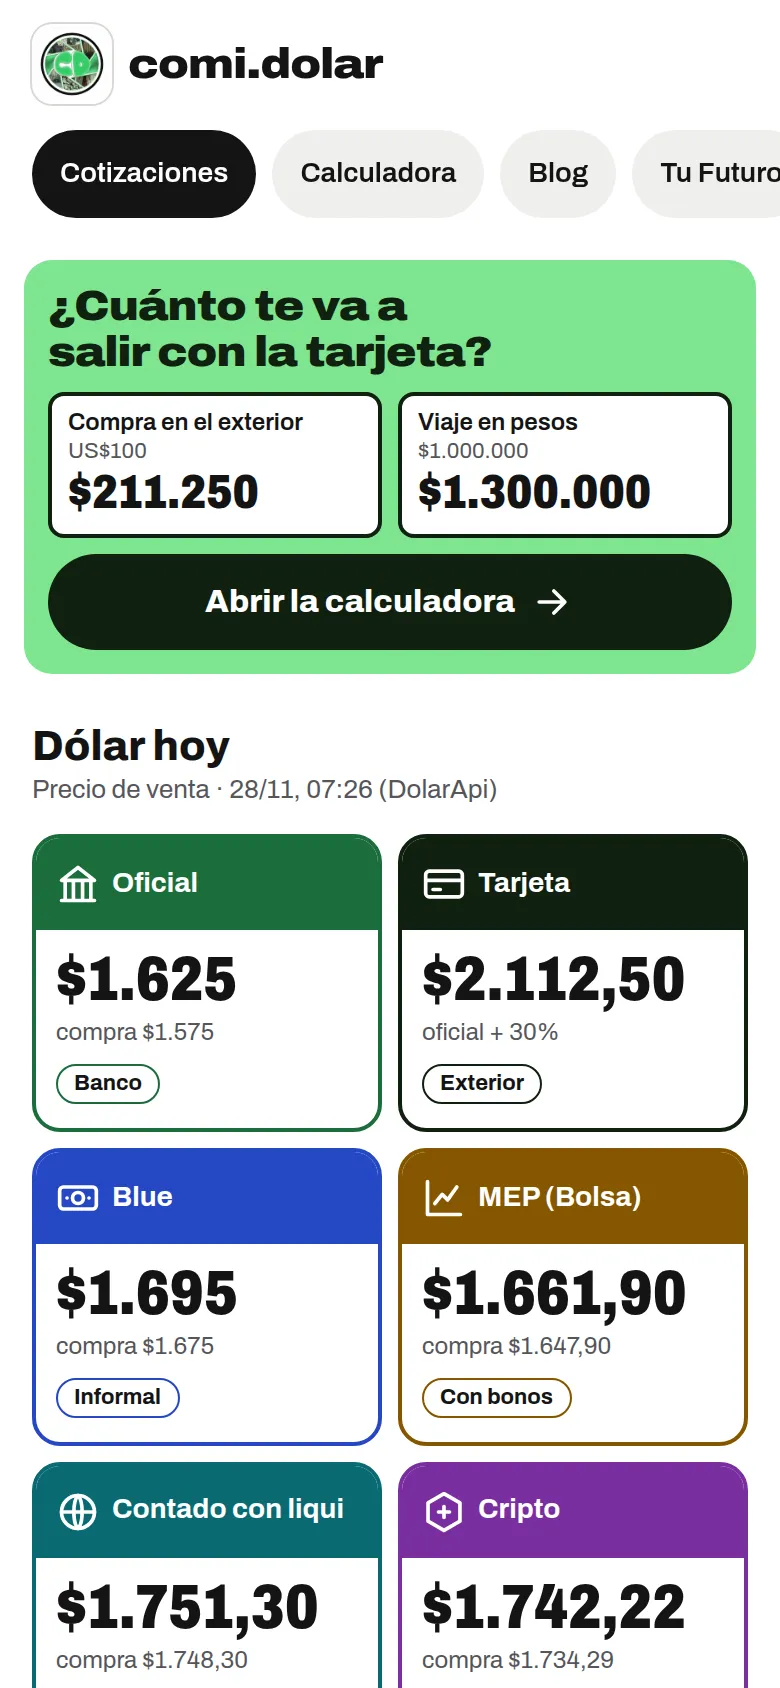 CD
comi.dolar
Cotizaciones
Calculadora
Blog
Tu Futuro
¿Cuánto te va a
salir con la tarjeta?
Compra en el exterior
US$100
$211.250
Viaje en pesos
$1.000.000
$1.300.000
Abrir la calculadora
Dólar hoy
Precio de venta · 28/11, 07:26 (DolarApi)
Oficial
$1.625
compra $1.575
Banco
Tarjeta
$2.112,50
oficial + 30%
Exterior
Blue
$1.695
compra $1.675
Informal
MEP (Bolsa)
$1.661,90
compra $1.647,90
Con bonos
Contado con liqui
$1.751,30
compra $1.748,30
Cripto
$1.742,22
compra $1.734,29